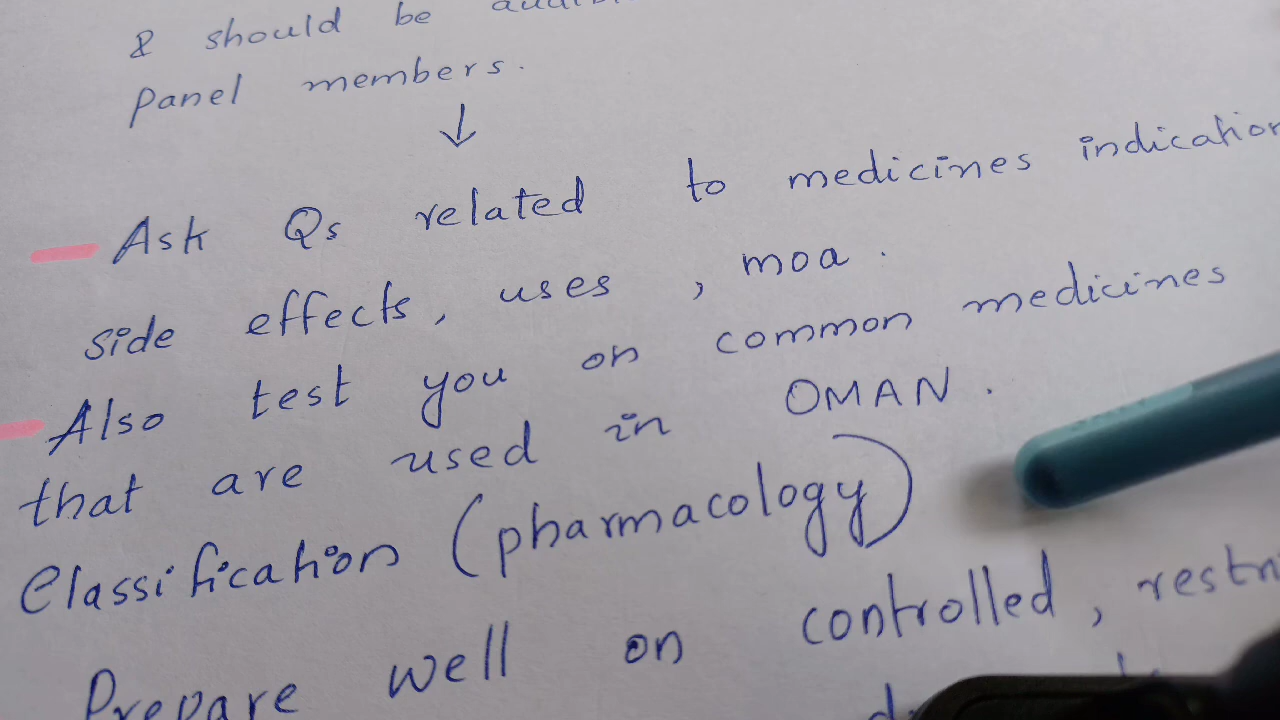 & should be
panel members.
↓
- Ask Qs related to medicines indication
side effects, uses, moa.
- Also test you on common medicines
that are used in OMAN.
Classification (pharmacology)
Prepare well on controlled,